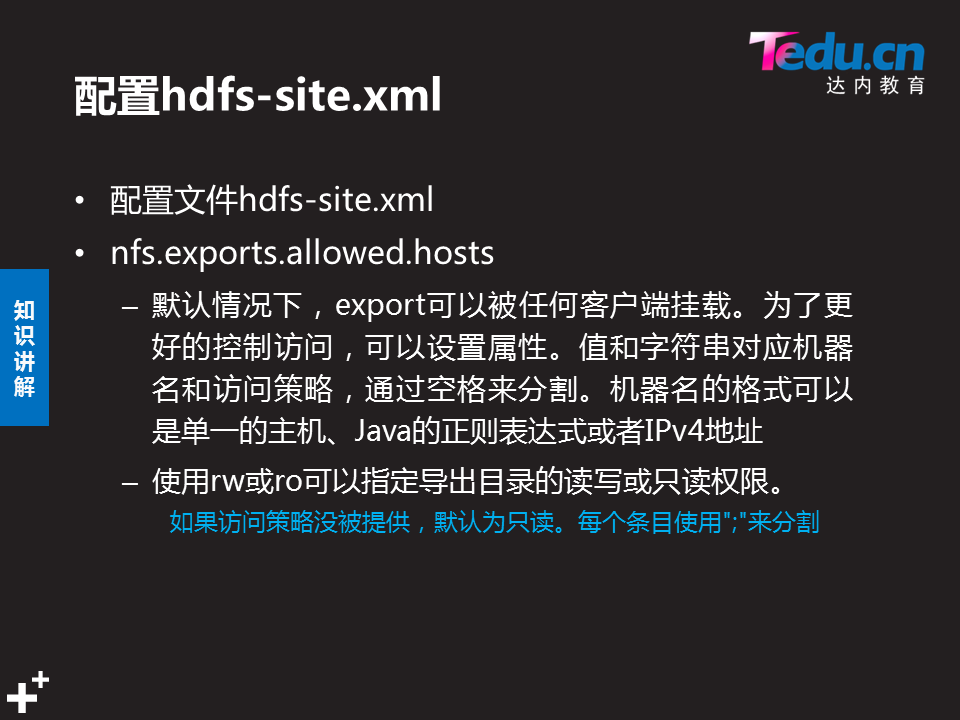 Tedu.cn
达内教育
配置hdfs-site.xml
• 配置文件hdfs-site.xml
• nfs.exports.allowed.hosts
– 默认情况下，export可以被任何客户端挂载。为了更
好的控制访问，可以设置属性。值和字符串对应机器
名和访问策略，通过空格来分割。机器名的格式可以
是单一的主机、Java的正则表达式或者IPv4地址
– 使用rw或ro可以指定导出目录的读写或只读权限。
如果访问策略没被提供，默认为只读。每个条目使用";"来分割
知
识
讲
解